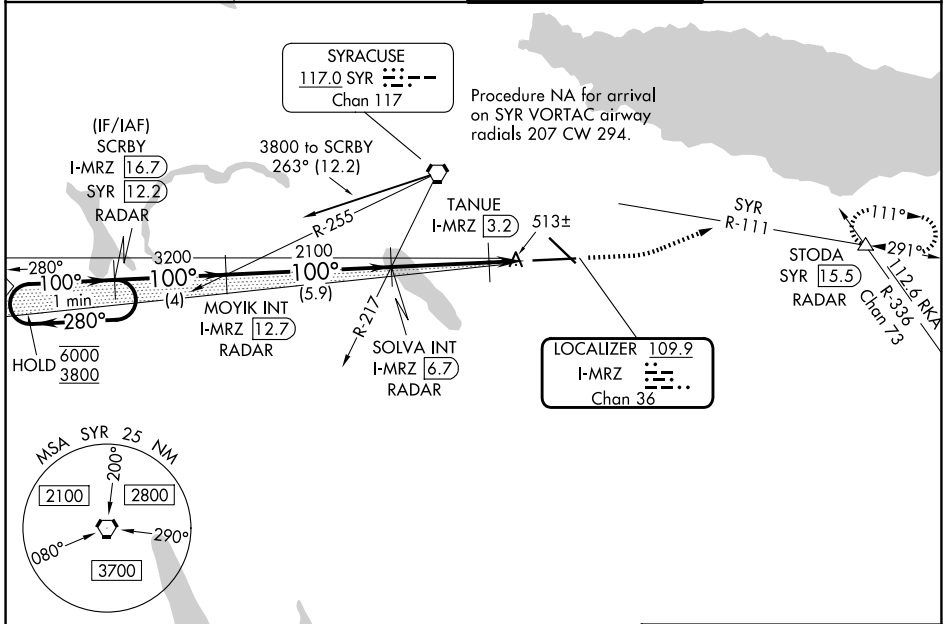 SYRACUSE
117.0 SYR
Chan 117
Procedure NA for arrival
on SYR VORTAC airway
radials 207 CW 294.
(IF/IAF)
SCRBY
I-MRZ 16.7
SYR 12.2
RADAR
3800 to SCRBY
263° (12.2)
R-255
TANUE
I-MRZ 3.2
513±
SYR
R-111
111°
291°
STODA
SYR 15.5
RADAR
112.6 RKA
R-336
Chan 73
280°
100°
3200
100°
2100
100°
1 min
280°
(4)
(5.9)
HOLD 6000
3800
MOYIK INT
I-MRZ 12.7
RADAR
R-217
SOLVA INT
I-MRZ 6.7
RADAR
LOCALIZER 109.9
I-MRZ
Chan 36
MSA SYR 25 NM
200°
2100
2800
080°
290°
3700